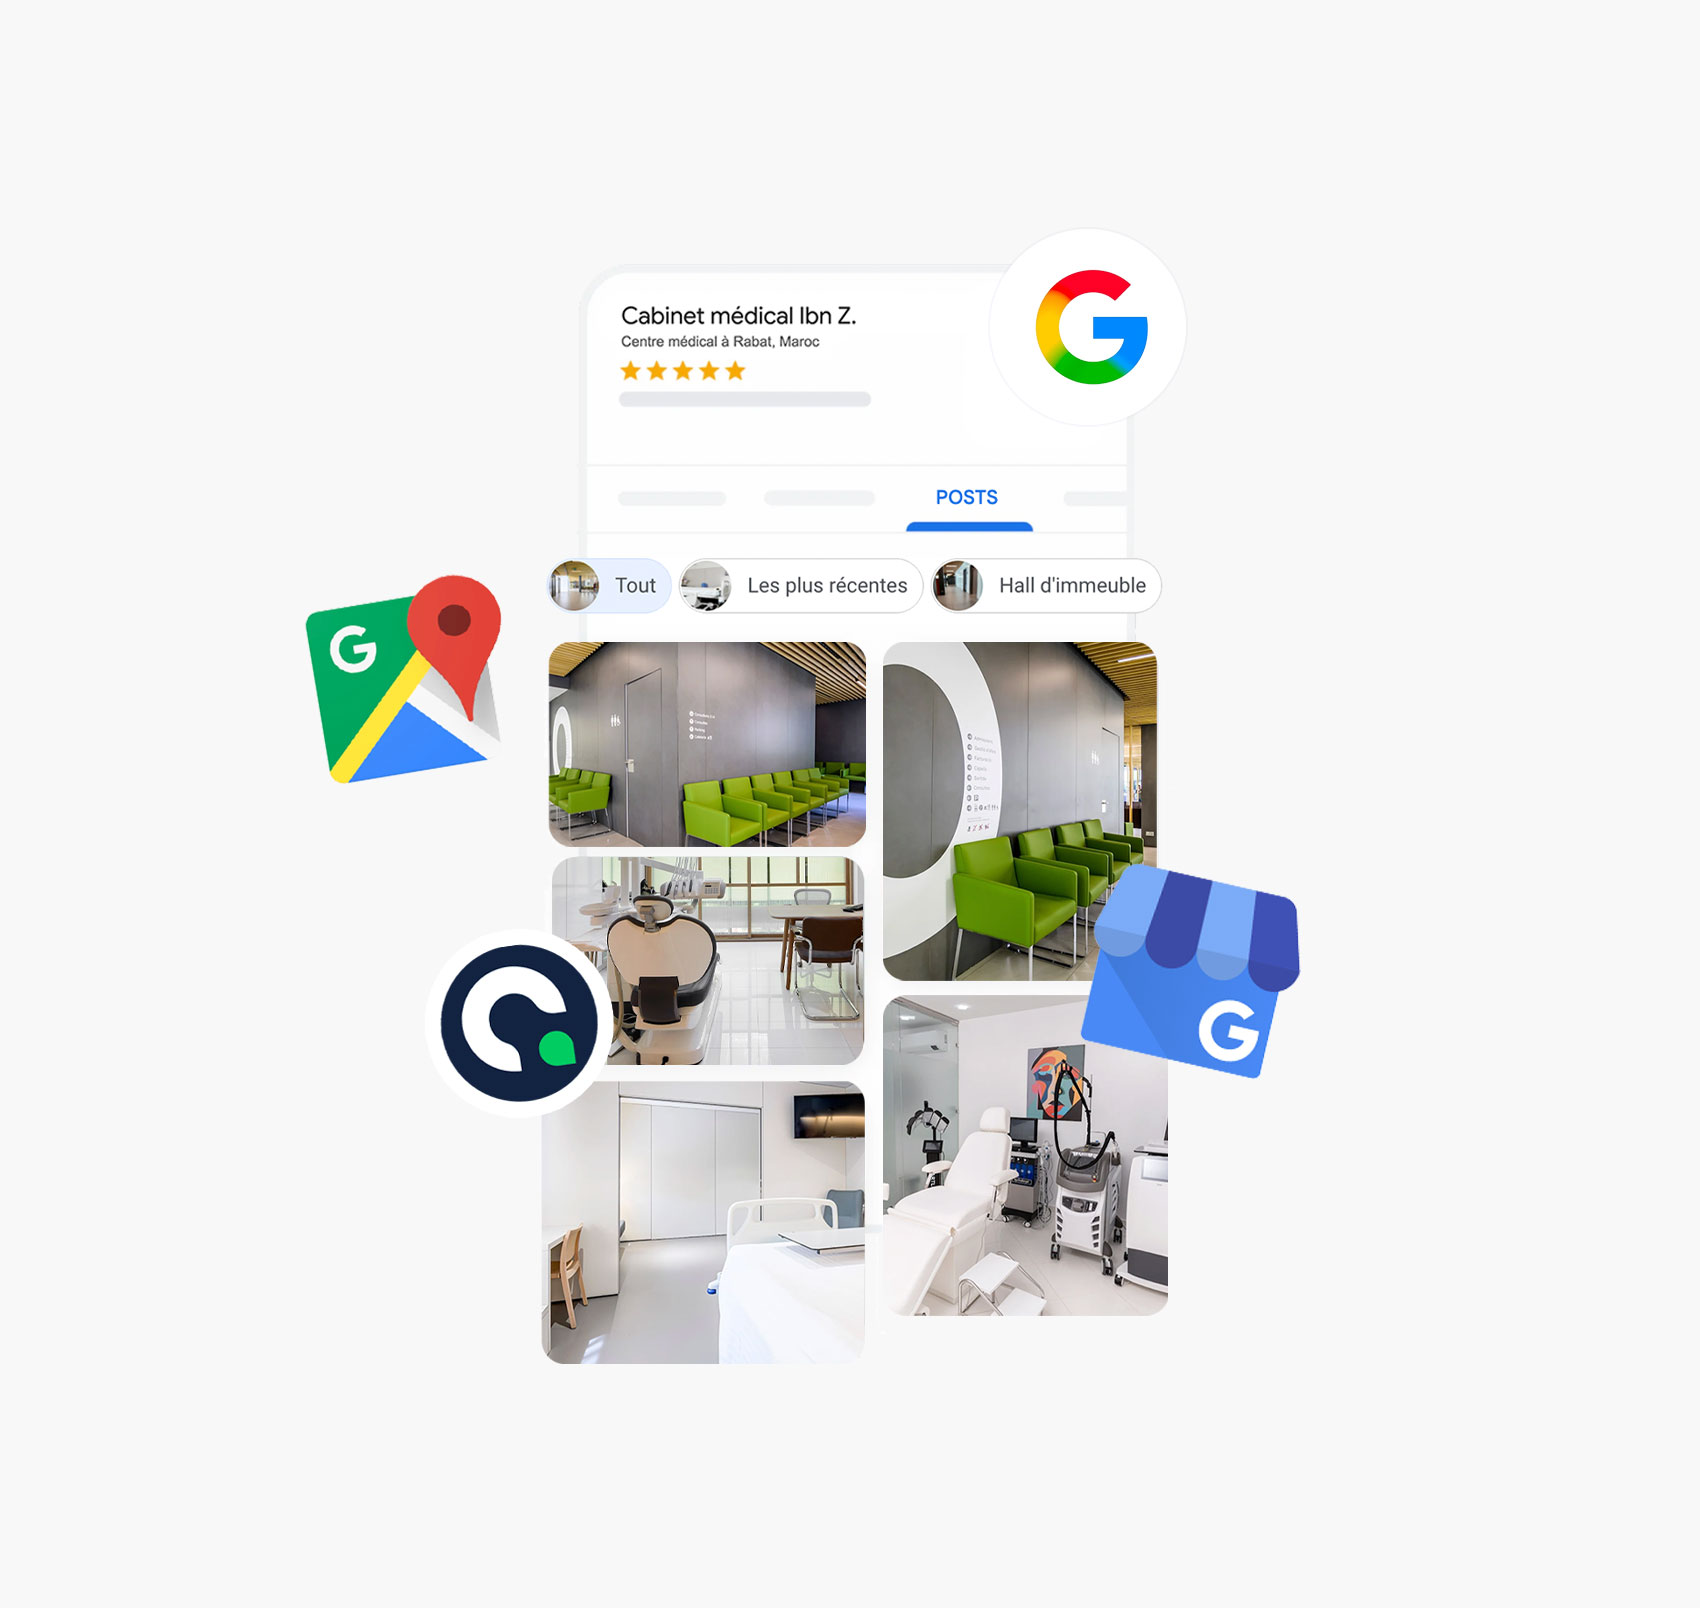 Cabinet médical Ibn Z.
Centre médical à Rabat, Maroc
POSTS
Tout
Les plus récentes
Hall d'immeuble